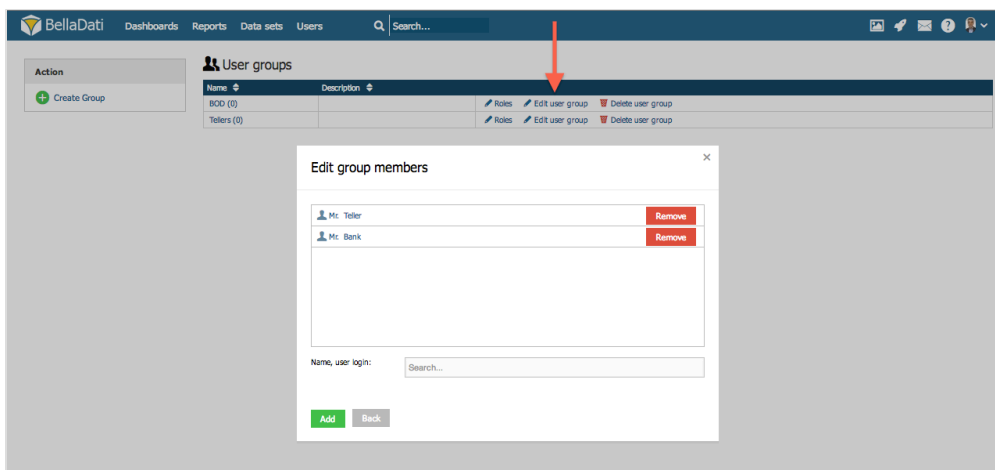 BellaDati Dashboards Reports Data sets Users Search...
Action
Create Group
User groups
Name Description
BOD (0) Roles Edit user group Delete user group
Tellers (0) Roles Edit user group Delete user group
Edit group members ×
Mr. Teller Remove
Mr. Bank Remove
Name, user login: Search...
Add Back